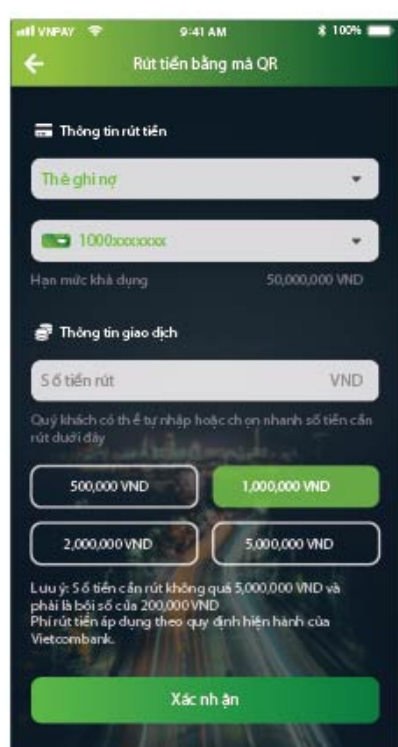 VNPAY 9:41 AM 100%
Rút tiền bằng mã QR
Thông tin rút tiền
Thẻ ghi nợ
1000xxxxxxx
Hạn mức khả dụng 50,000,000 VND
Thông tin giao dịch
Số tiền rút VND
Quý khách có thể tự nhập hoặc chọn nhanh số tiền cần
rút dưới đây
500,000 VND 1,000,000 VND
2,000,000 VND 5,000,000 VND
Lưu ý: Số tiền cần rút không quá 5,000,000 VND và
phải là bội số của 200,000 VND
Phí rút tiền áp dụng theo quy định hiện hành của
Vietcombank.
Xác nhận